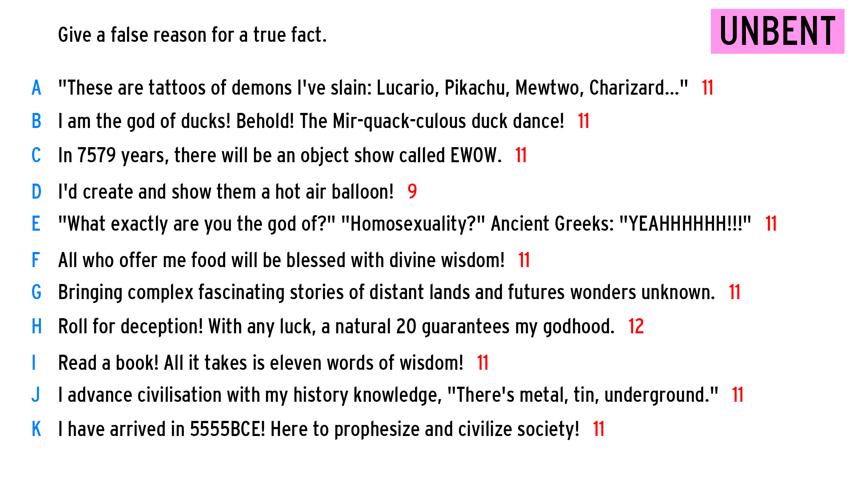 Give a false reason for a true fact.
UNBENT
A "These are tattoos of demons I've slain: Lucario, Pikachu, Mewtwo, Charizard..." 11
B I am the god of ducks! Behold! The Mir-quack-culous duck dance! 11
C In 7579 years, there will be an object show called EWOW. 11
D I'd create and show them a hot air balloon! 9
E "What exactly are you the god of?" "Homosexuality?" Ancient Greeks: "YEAHHHHHH!!!" 11
F All who offer me food will be blessed with divine wisdom! 11
G Bringing complex fascinating stories of distant lands and futures wonders unknown. 11
H Roll for deception! With any luck, a natural 20 guarantees my godhood. 12
I Read a book! All it takes is eleven words of wisdom! 11
J I advance civilisation with my history knowledge, "There's metal, tin, underground." 11
K I have arrived in 5555BCE! Here to prophesize and civilize society! 11